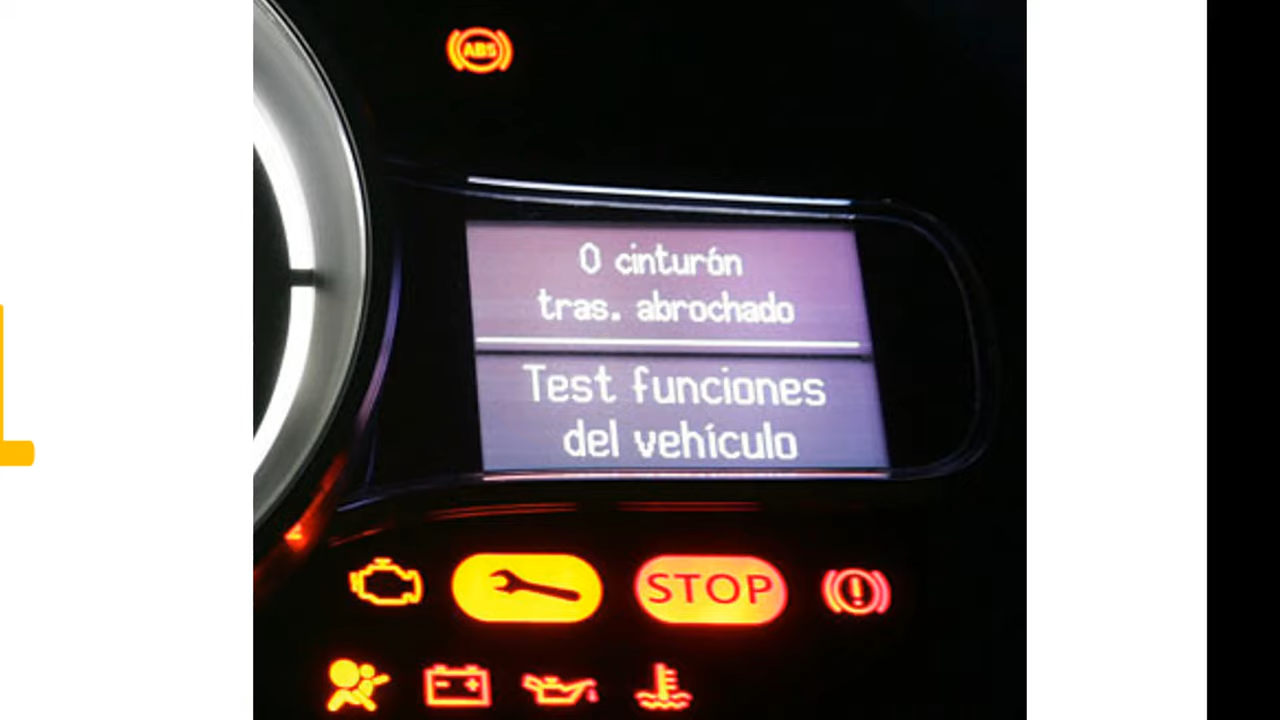 ABS
0 cinturón
tras. abrochado
Test funciones
del vehículo
STOP